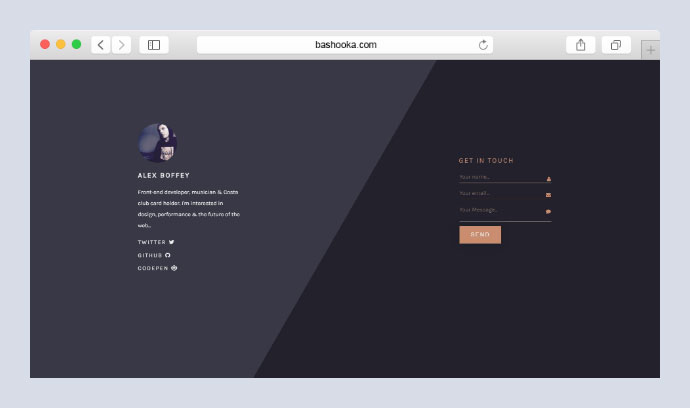 bashooka.com
ALEX BOFFEY
Front-end developer, musician & Costa
club card holder. I'm interested in
design, performance & the future of the
web...
TWITTER
GITHUB
CODEPEN
GET IN TOUCH
Your name...
Your email...
Your Message...
SEND